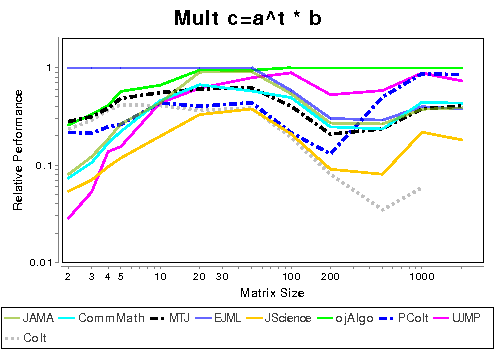 Mult c=a^t * b
Relative Performance
1
0.1
0.01
2 3 4 5 10 20 30 100 200 1000
Matrix Size
JAMA CommMath MTJ EJML JScience ojAlgo PColt UJMP
Colt